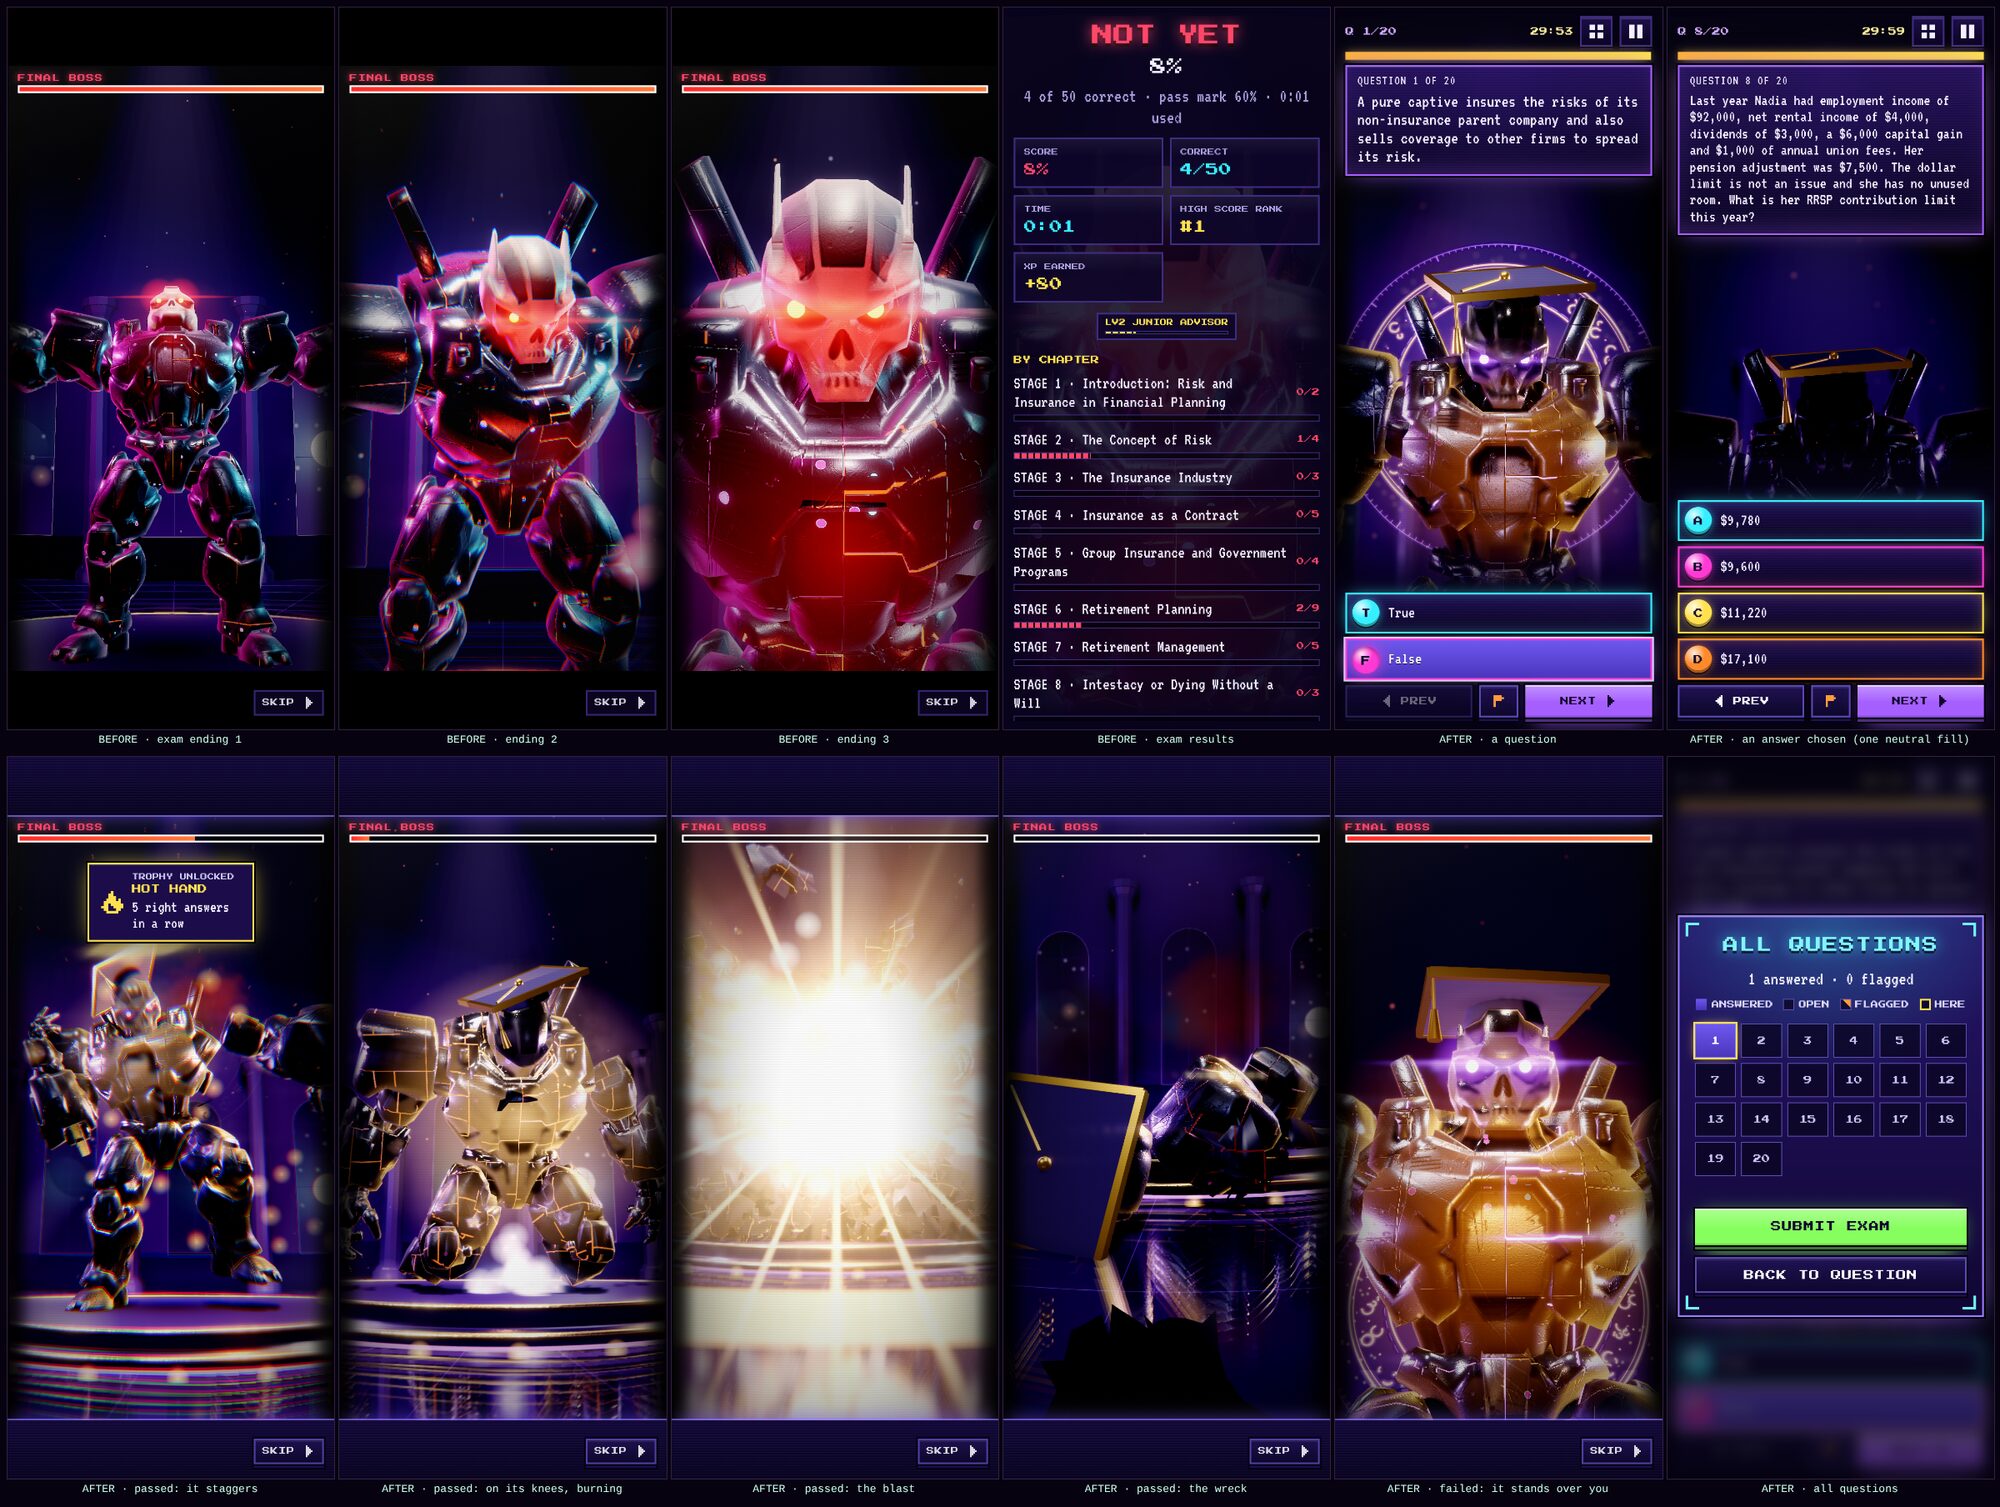 FINAL BOSS
SKIP
BEFORE · exam ending 1
FINAL BOSS
SKIP
BEFORE · ending 2
FINAL BOSS
SKIP
BEFORE · ending 3
NOT YET
8%
4 of 50 correct · pass mark 60% · 0:01
used
SCORE
8%
CORRECT
4/50
TIME
0:01
HIGH SCORE RANK
#1
XP EARNED
+80
LV2 JUNIOR ADVISOR
BY CHAPTER
STAGE 1 · Introduction: Risk and
Insurance in Financial Planning
0/2
STAGE 2 · The Concept of Risk
1/4
STAGE 3 · The Insurance Industry
0/3
STAGE 4 · Insurance as a Contract
0/5
STAGE 5 · Group Insurance and Government
Programs
0/4
STAGE 6 · Retirement Planning
2/9
STAGE 7 · Retirement Management
0/5
STAGE 8 · Intestacy or Dying Without a
Will
0/3
BEFORE · exam results
Q 1/20
29:53
QUESTION 1 OF 20
A pure captive insures the risks of its
non-insurance parent company and also
sells coverage to other firms to spread
its risk.
T True
F False
PREV
NEXT
AFTER · a question
Q 8/20
29:59
QUESTION 8 OF 20
Last year Nadia had employment income of
$92,000, net rental income of $4,000,
dividends of $3,000, a $6,000 capital gain
and $1,000 of annual union fees. Her
pension adjustment was $7,500. The dollar
limit is not an issue and she has no unused
room. What is her RRSP contribution limit
this year?
A $9,780
B $9,600
C $11,220
D $17,100
PREV
NEXT
AFTER · an answer chosen (one neutral fill)
FINAL BOSS
TROPHY UNLOCKED
HOT HAND
5 right answers
in a row
SKIP
AFTER · passed: it staggers
FINAL BOSS
SKIP
AFTER · passed: on its knees, burning
FINAL BOSS
SKIP
AFTER · passed: the blast
FINAL BOSS
SKIP
AFTER · passed: the wreck
FINAL BOSS
SKIP
AFTER · failed: it stands over you
ALL QUESTIONS
1 answered · 0 flagged
ANSWERED OPEN FLAGGED HERE
1 2 3 4 5 6
7 8 9 10 11 12
13 14 15 16 17 18
19 20
SUBMIT EXAM
BACK TO QUESTION
AFTER · all questions